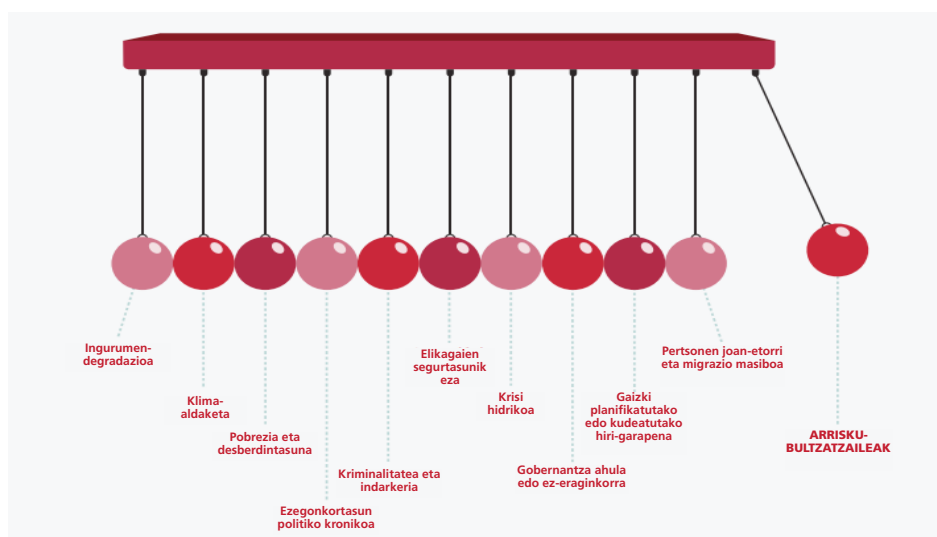 Ingurumen-
degradazioa
Klima-
aldaketa
Pobrezia eta
desberdintasuna
Ezegonkortasun
politiko kronikoa
Kriminalitatea eta
indarkeria
Elikagaien
segurtasunik
eza
Krisi
hidrikoa
Gobernantza ahula
edo ez-eraginkorra
Gaizki
planifikatutako
edo kudeatutako
hiri-garapena
Pertsonen joan-etorri
eta migrazio masiboa
ARRISKU-
BULTZATZAILEAK